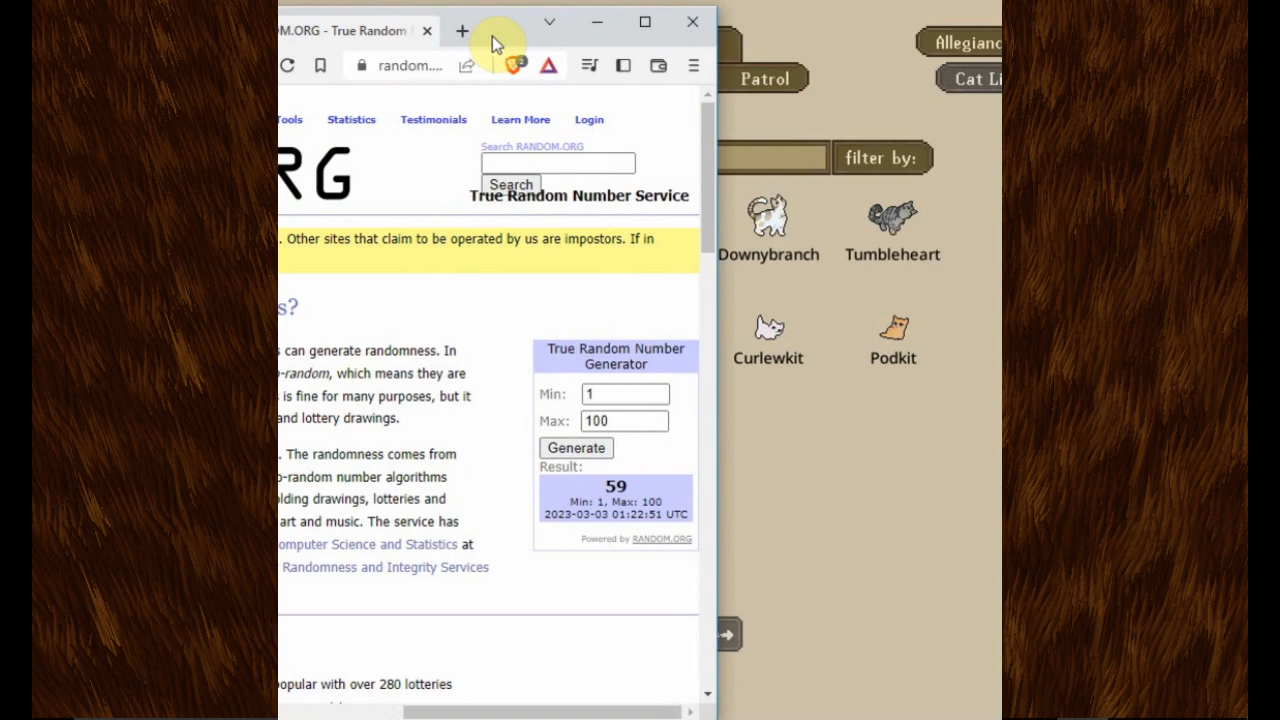 M.ORG - True Random
random....
2
Tools Statistics Testimonials Learn More Login
Search RANDOM.ORG
RG
Search
True Random Number Service
. Other sites that claim to be operated by us are impostors. If in
s?
can generate randomness. In
-random, which means they are
is fine for many purposes, but it
and lottery drawings.
. The randomness comes from
-random number algorithms
lding drawings, lotteries and
art and music. The service has
omputer Science and Statistics at
Randomness and Integrity Services
opular with over 280 lotteries
True Random Number
Generator
Min: 1
Max: 100
Generate
Result:
59
Min: 1, Max: 100
2023-03-03 01:22:51 UTC
Powered by RANDOM.ORG
Allegianc
Patrol
Cat Li
filter by:
Downybranch Tumbleheart
Curlewkit Podkit